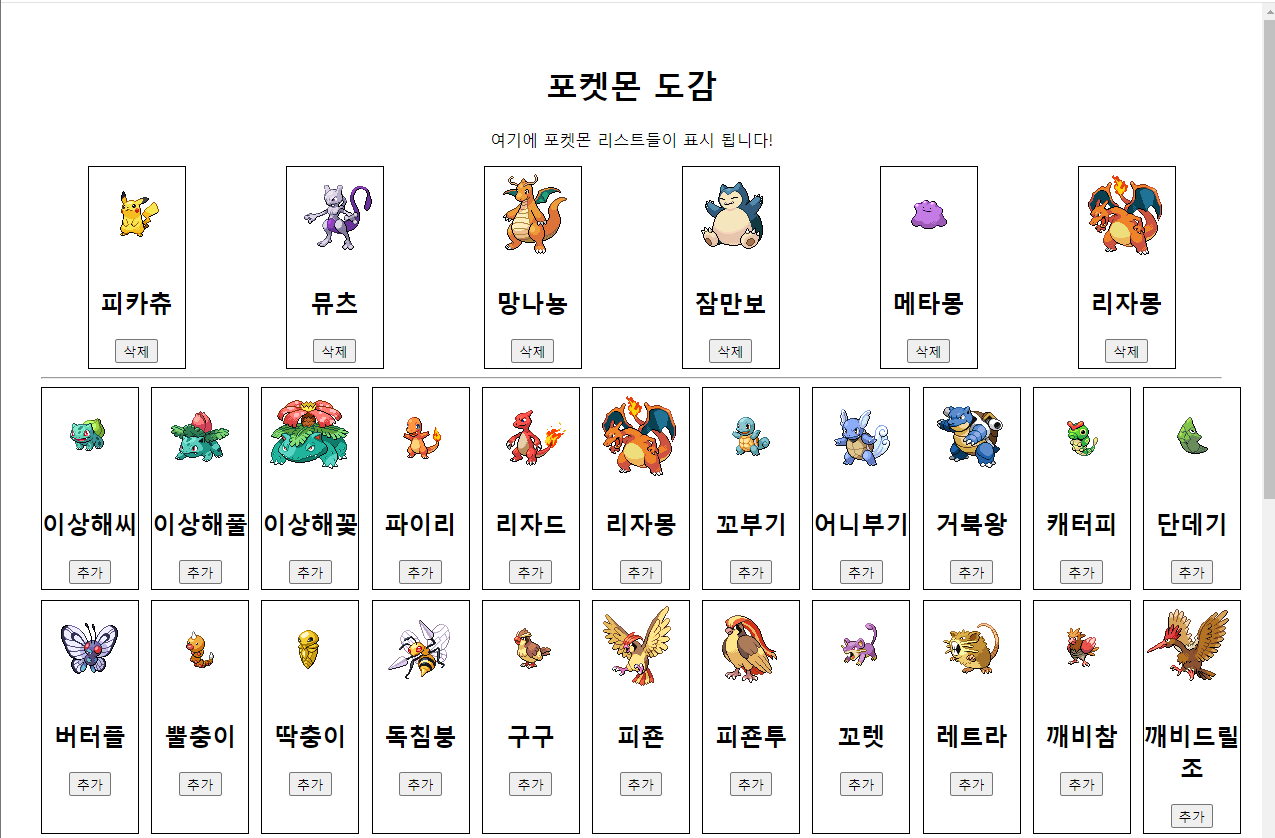 포켓몬 도감
여기에 포켓몬 리스트들이 표시 됩니다!
피카츄 뮤츠 망나뇽 잠만보 메타몽 리자몽
삭제 삭제 삭제 삭제 삭제 삭제
이상해씨 이상해풀 이상해꽃 파이리 리자드 리자몽 꼬부기 어니부기 거북왕 캐터피 단데기
추가 추가 추가 추가 추가 추가 추가 추가 추가 추가 추가
버터플 뿔충이 딱충이 독침붕 구구 피죤 피죤투 꼬렛 레트라 깨비참 깨비드릴
조
추가 추가 추가 추가 추가 추가 추가 추가 추가 추가
추가